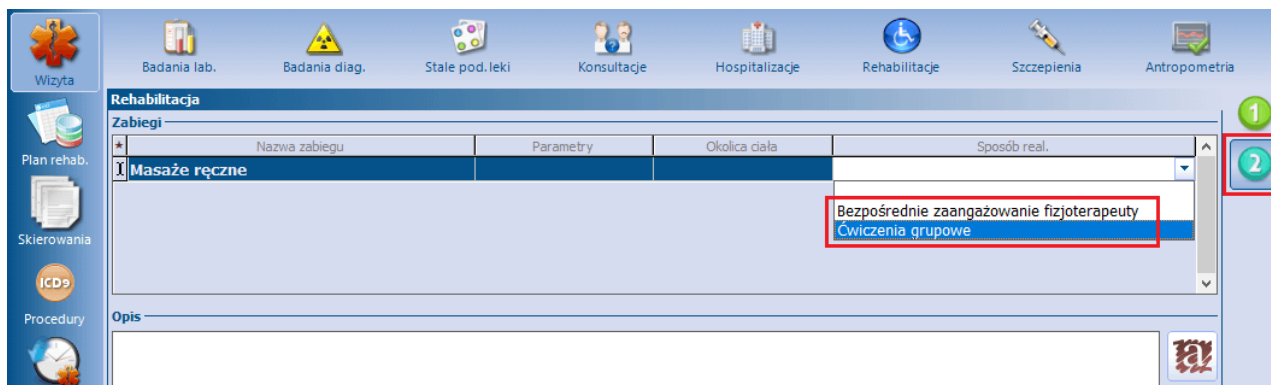 Wizyta
Badania lab.
Badania diag.
Stale pod.leki
Konsultacje
Hospitalizacje
Rehabilitacje
Szczepienia
Antropometria
Rehabilitacja
Zabiegi
* Nazwa zabiegu Parametry Okolica ciała Sposób real.
Masaże ręczne
Bezpośrednie zaangażowanie fizjoterapeuty
Ćwiczenia grupowe
1
2
Plan rehab.
Skierowania
ICD9
Procedury
Opis
a